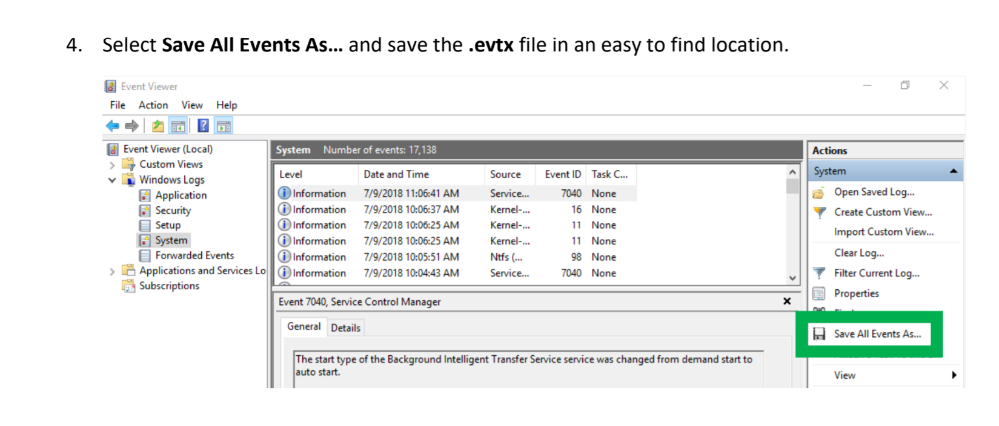 4. Select Save All Events As... and save the .evtx file in an easy to find location.
Event Viewer
File Action View Help
Event Viewer (Local)
Custom Views
Windows Logs
Application
Security
Setup
System
Forwarded Events
Applications and Services Lo
Subscriptions
System Number of events: 17,138
Level Date and Time Source Event ID Task C...
Information 7/9/2018 11:06:41 AM Service... 7040 None
Information 7/9/2018 10:06:37 AM Kernel-... 16 None
Information 7/9/2018 10:06:25 AM Kernel-... 11 None
Information 7/9/2018 10:06:25 AM Kernel-... 11 None
Information 7/9/2018 10:05:51 AM Ntfs (... 98 None
Information 7/9/2018 10:04:43 AM Service... 7040 None
Event 7040, Service Control Manager
General Details
The start type of the Background Intelligent Transfer Service service was changed from demand start to
auto start.
Actions
System
Open Saved Log...
Create Custom View...
Import Custom View...
Clear Log...
Filter Current Log...
Properties
Save All Events As...
View